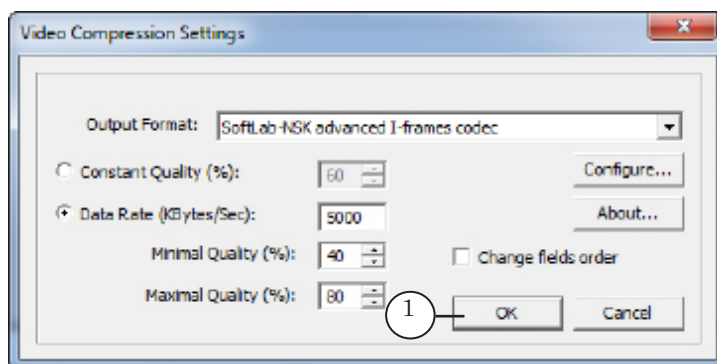 Video Compression Settings
Output Format: SoftLab-NSK advanced I-frames codec
Constant Quality (%): 60 Configure...
Data Rate (KBytes/Sec): 5000 About...
Minimal Quality (%): 40 Change fields order
Maximal Quality (%): 80
1 OK Cancel